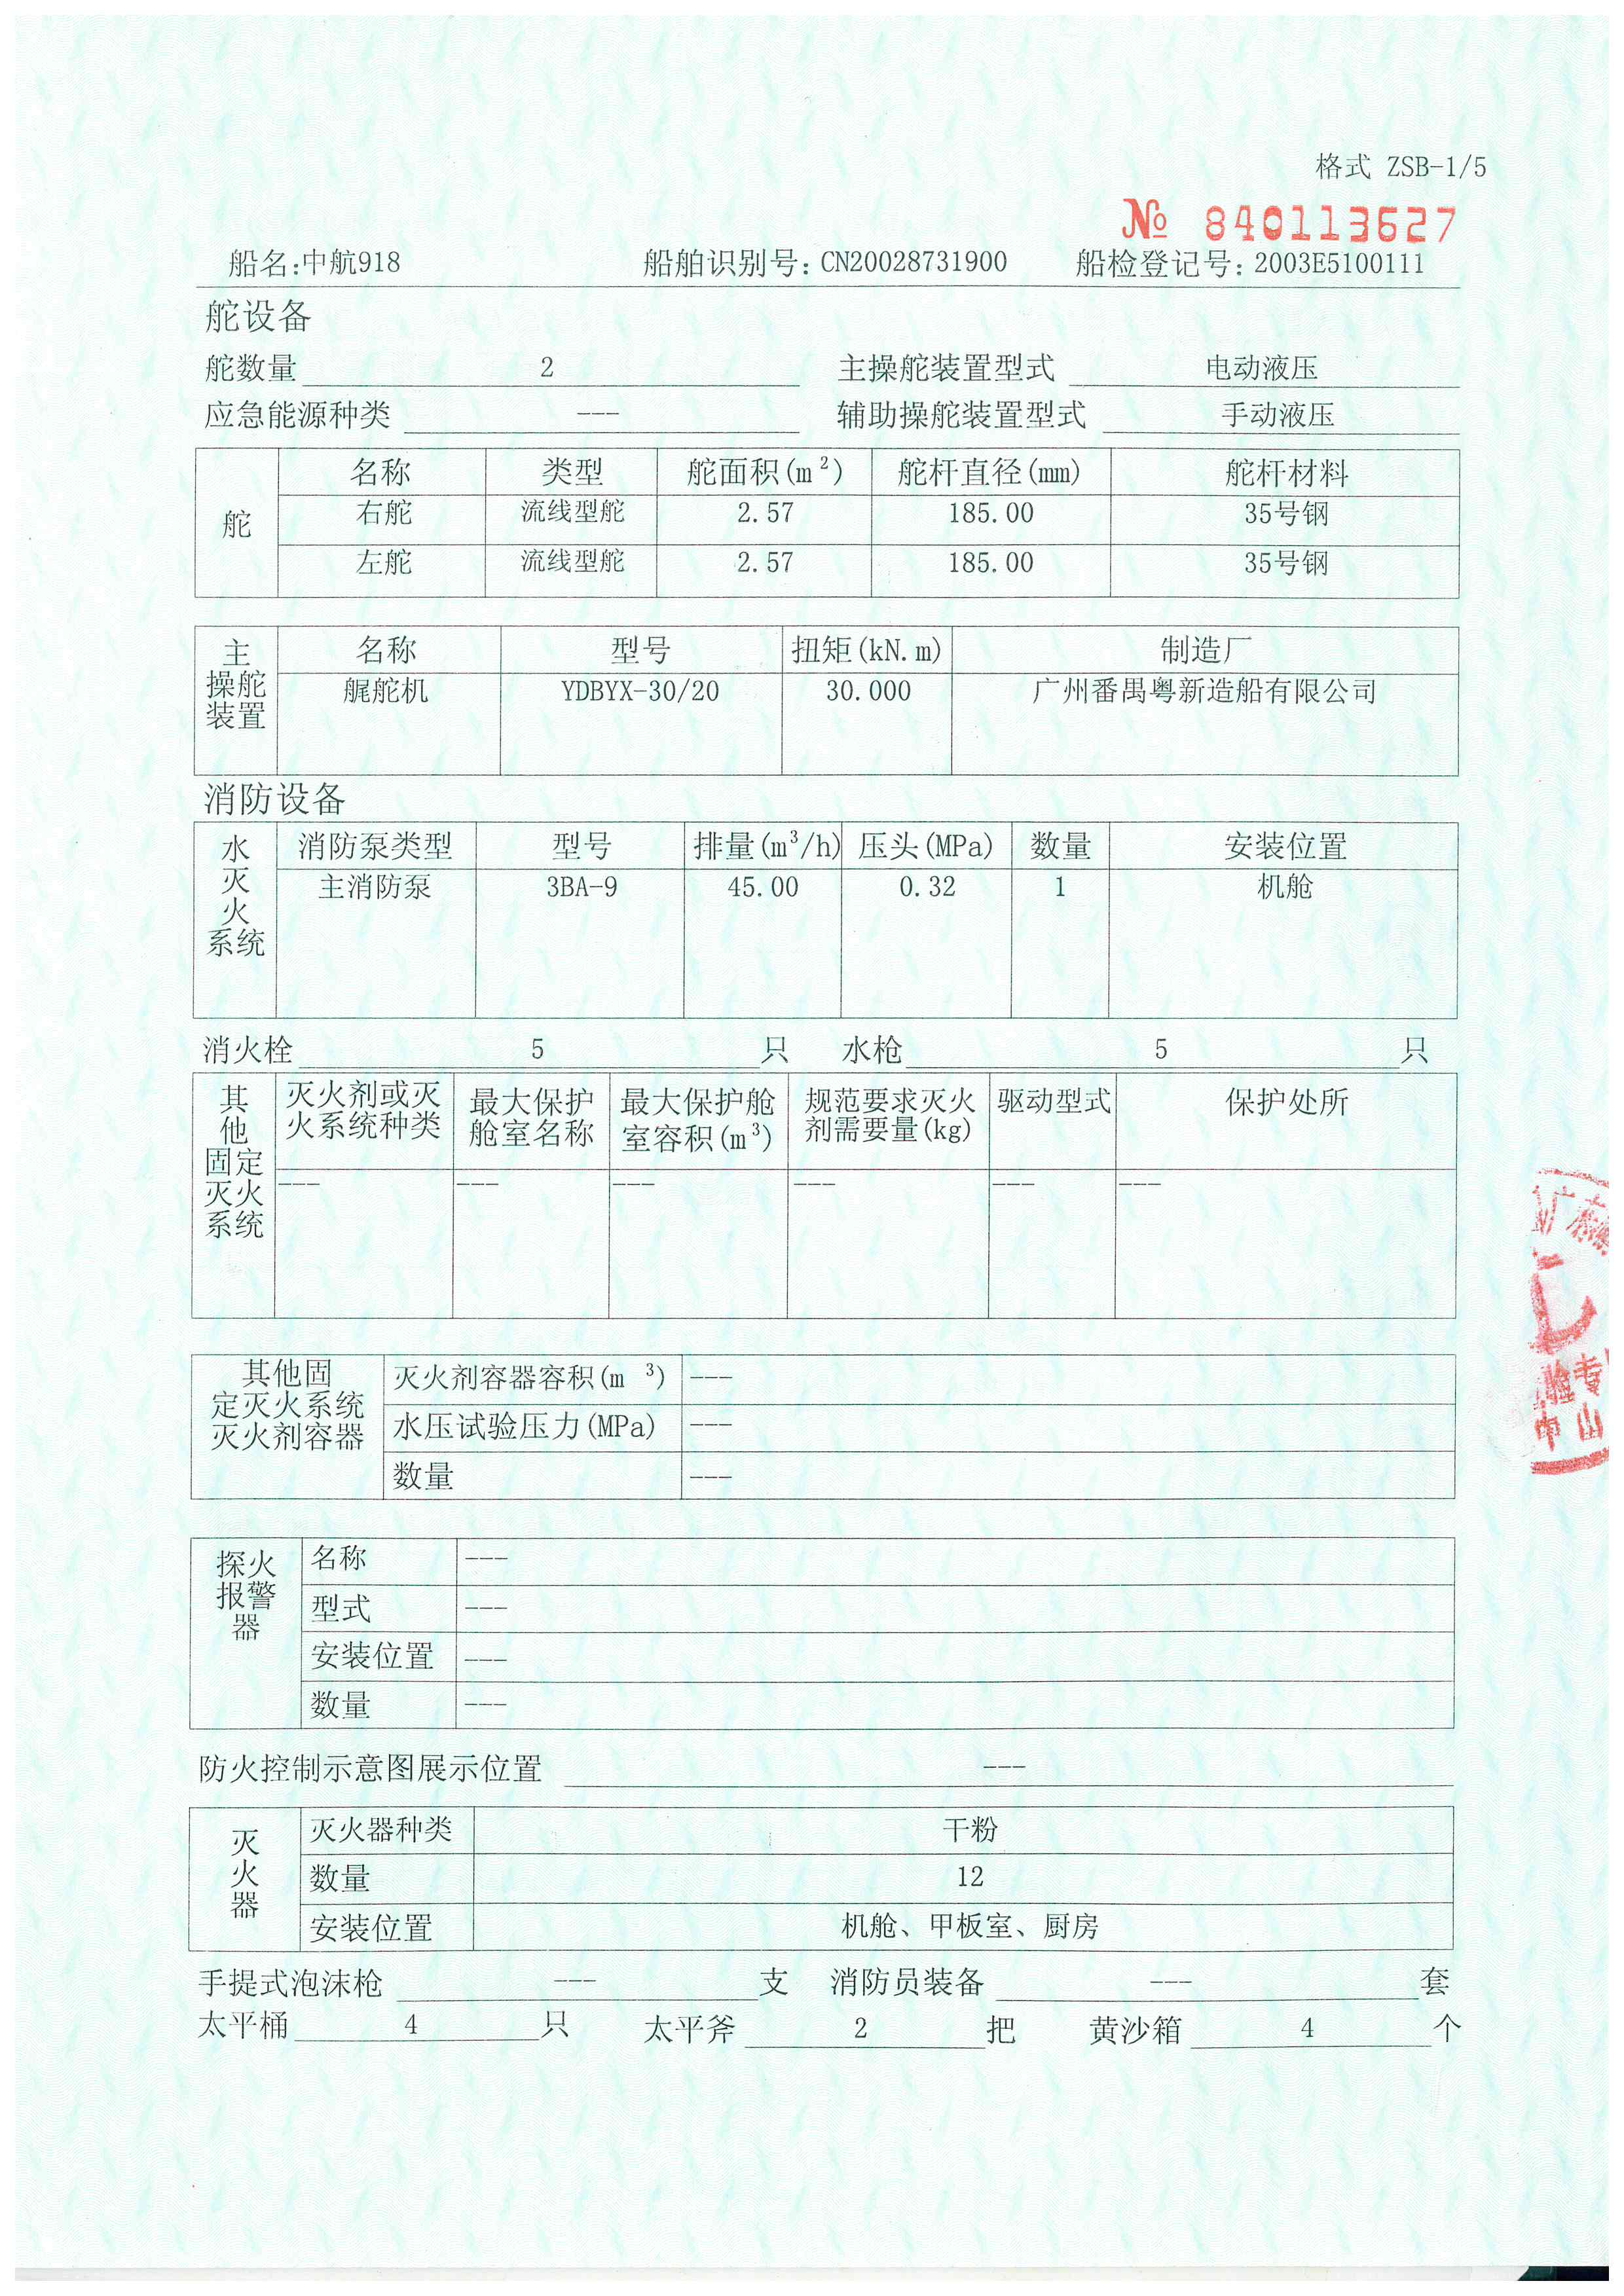 格式 ZSB-1/5
№ 840113627
船名:中航918 船舶识别号: CN20028731900 船检登记号: 2003E5100111
舵设备
舵数量 2 主操舵装置型式 电动液压
应急能源种类 --- 辅助操舵装置型式 手动液压
舵
名称 类型 舵面积(m²) 舵杆直径(mm) 舵杆材料
右舵 流线型舵 2.57 185.00 35号钢
左舵 流线型舵 2.57 185.00 35号钢
主
操舵
装置
名称 型号 扭矩(kN.m) 制造厂
艉舵机 YDBYX-30/20 30.000 广州番禺粤新造船有限公司
消防设备
水
灭
火
系统
消防泵类型 型号 排量(m³/h) 压头(MPa) 数量 安装位置
主消防泵 3BA-9 45.00 0.32 1 机舱
消火栓 5 只 水枪 5 只
其
他
固定
灭火
系统
灭火剂或灭
火系统种类
最大保护
舱室名称
最大保护舱
室容积(m³)
规范要求灭火
剂需要量(kg)
驱动型式
保护处所
--- --- --- --- --- ---
其他固
定灭火系统
灭火剂容器
灭火剂容器容积(m ³) ---
水压试验压力(MPa) ---
数量 ---
探火
报警
器
名称 ---
型式 ---
安装位置 ---
数量 ---
防火控制示意图展示位置 ---
灭
火
器
灭火器种类 干粉
数量 12
安装位置 机舱、甲板室、厨房
手提式泡沫枪 --- 支 消防员装备 --- 套
太平桶 4 只 太平斧 2 把 黄沙箱 4 个
验专
中山